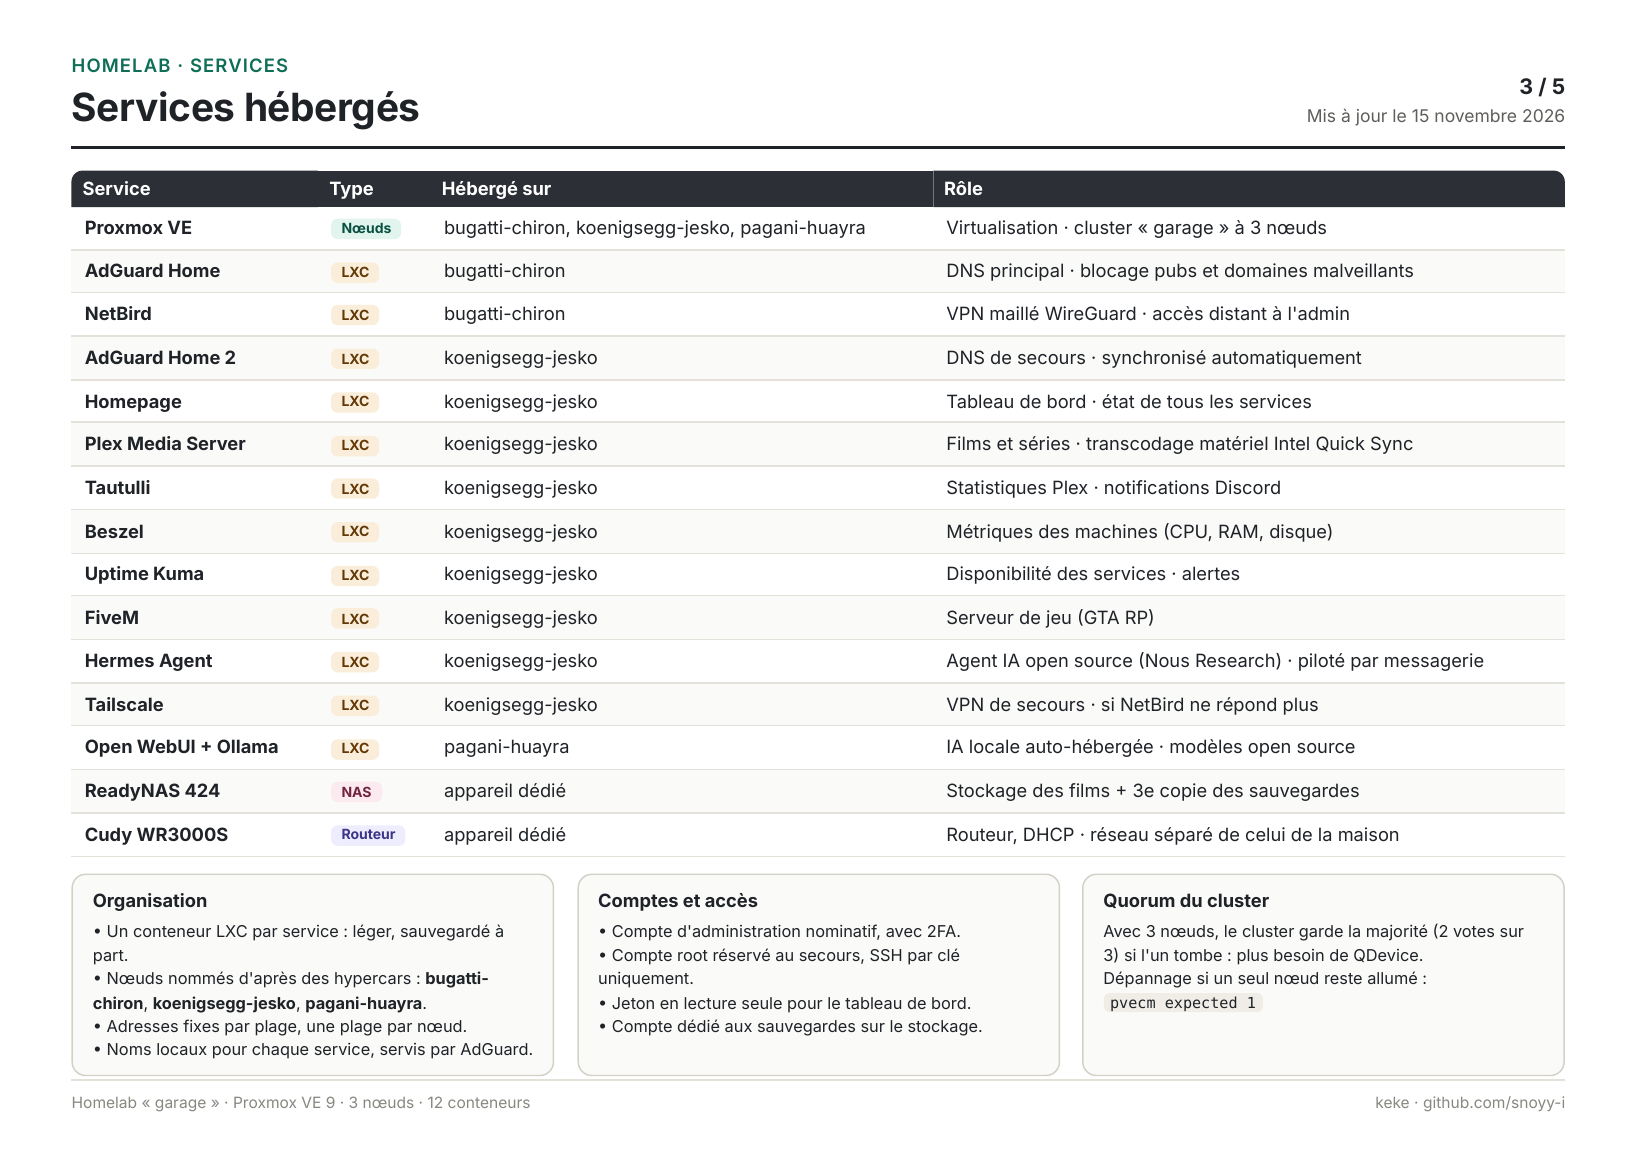 HOMELAB · SERVICES
Services hébergés
3 / 5
Mis à jour le 15 novembre 2026
Service Type Hébergé sur Rôle
Proxmox VE Nœuds bugatti-chiron, koenigsegg-jesko, pagani-huayra Virtualisation · cluster « garage » à 3 nœuds
AdGuard Home LXC bugatti-chiron DNS principal · blocage pubs et domaines malveillants
NetBird LXC bugatti-chiron VPN maillé WireGuard · accès distant à l'admin
AdGuard Home 2 LXC koenigsegg-jesko DNS de secours · synchronisé automatiquement
Homepage LXC koenigsegg-jesko Tableau de bord · état de tous les services
Plex Media Server LXC koenigsegg-jesko Films et séries · transcodage matériel Intel Quick Sync
Tautulli LXC koenigsegg-jesko Statistiques Plex · notifications Discord
Beszel LXC koenigsegg-jesko Métriques des machines (CPU, RAM, disque)
Uptime Kuma LXC koenigsegg-jesko Disponibilité des services · alertes
FiveM LXC koenigsegg-jesko Serveur de jeu (GTA RP)
Hermes Agent LXC koenigsegg-jesko Agent IA open source (Nous Research) · piloté par messagerie
Tailscale LXC koenigsegg-jesko VPN de secours · si NetBird ne répond plus
Open WebUI + Ollama LXC pagani-huayra IA locale auto-hébergée · modèles open source
ReadyNAS 424 NAS appareil dédié Stockage des films + 3e copie des sauvegardes
Cudy WR3000S Routeur appareil dédié Routeur, DHCP · réseau séparé de celui de la maison
Organisation
• Un conteneur LXC par service : léger, sauvegardé à
part.
• Nœuds nommés d'après des hypercars : bugatti-
chiron, koenigsegg-jesko, pagani-huayra.
• Adresses fixes par plage, une plage par nœud.
• Noms locaux pour chaque service, servis par AdGuard.
Comptes et accès
• Compte d'administration nominatif, avec 2FA.
• Compte root réservé au secours, SSH par clé
uniquement.
• Jeton en lecture seule pour le tableau de bord.
• Compte dédié aux sauvegardes sur le stockage.
Quorum du cluster
Avec 3 nœuds, le cluster garde la majorité (2 votes sur
3) si l'un tombe : plus besoin de QDevice.
Dépannage si un seul nœud reste allumé :
pvecm expected 1
Homelab « garage » · Proxmox VE 9 · 3 nœuds · 12 conteneurs
keke · github.com/snoyy-i